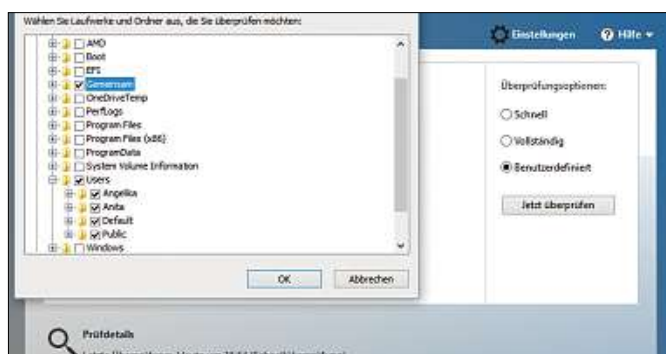 Wählen Sie Laufwerke und Ordner aus, die Sie überprüfen möchten:
AMD
Boot
EFI
Gemeinsam
OneDriveTemp
PerfLogs
Program Files
Program Files (x86)
ProgramData
System Volume Information
Users
Angelika
Anita
Default
Public
Windows
OK
Abbrechen
Einstellungen
Hilfe
Überprüfungsoptionen:
Schnell
Vollständig
Benutzerdefiniert
Jetzt überprüfen
Prüfdetails